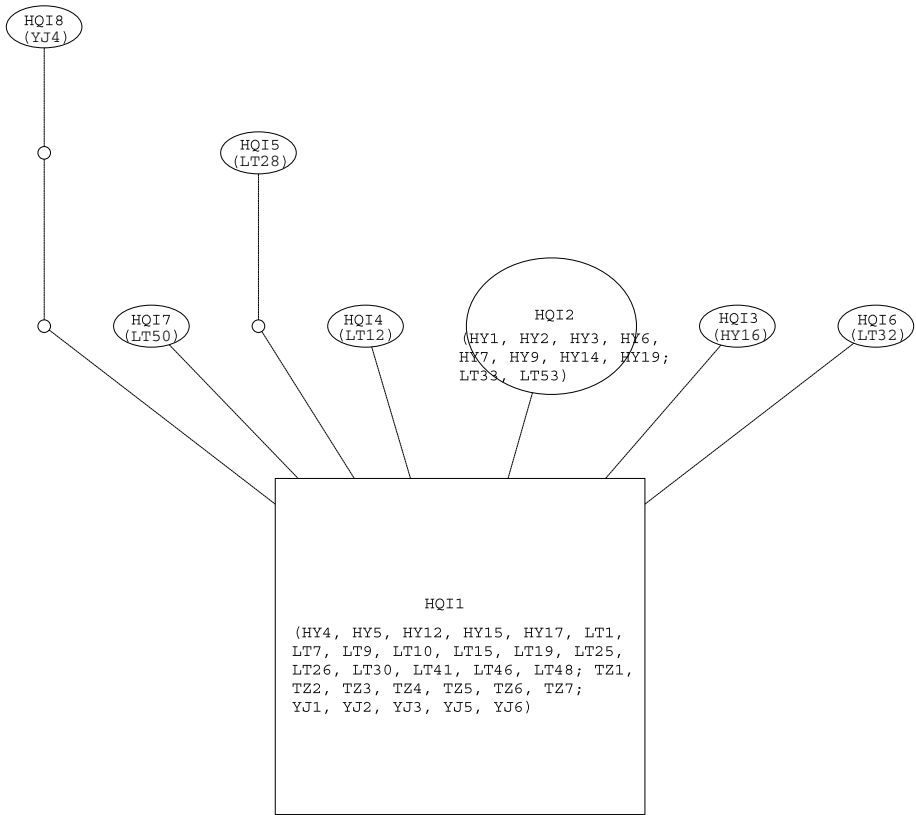 HQI8
(YJ4)
HQI5
(LT28)
HQI7
(LT50)
HQI4
(LT12)
HQI2
(HY1, HY2, HY3, HY6,
HY7, HY9, HY14, HY19;
LT33, LT53)
HQI3
(HY16)
HQI6
(LT32)
HQI1
(HY4, HY5, HY12, HY15, HY17, LT1,
LT7, LT9, LT10, LT15, LT19, LT25,
LT26, LT30, LT41, LT46, LT48; TZ1,
TZ2, TZ3, TZ4, TZ5, TZ6, TZ7;
YJ1, YJ2, YJ3, YJ5, YJ6)